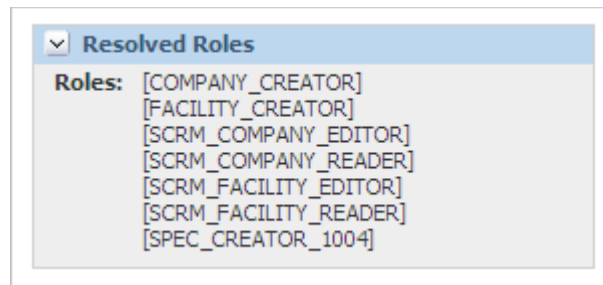 Resolved Roles
Roles: [COMPANY_CREATOR]
[FACILITY_CREATOR]
[SCRM_COMPANY_EDITOR]
[SCRM_COMPANY_READER]
[SCRM_FACILITY_EDITOR]
[SCRM_FACILITY_READER]
[SPEC_CREATOR_1004]